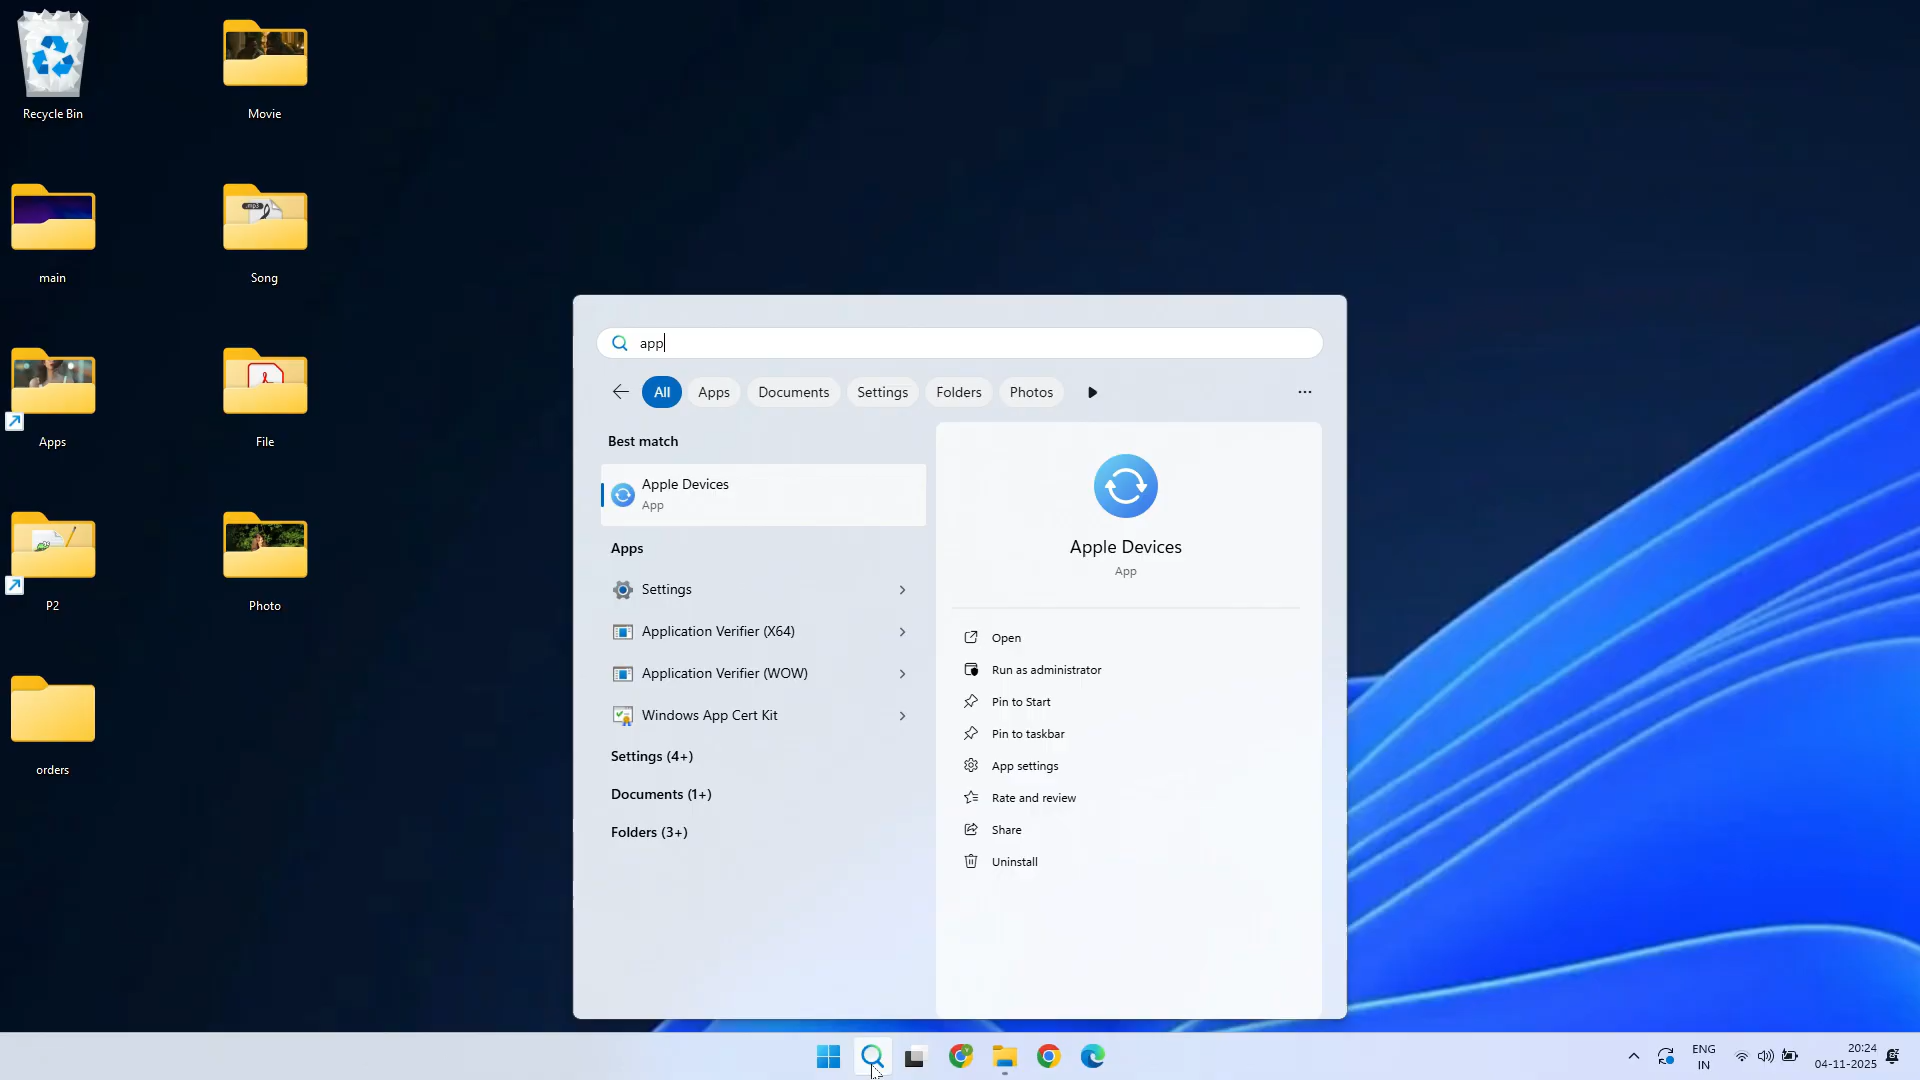 Recycle Bin
Movie
main
Song
Apps
File
P2
Photo
orders
app
All
Apps
Documents
Settings
Folders
Photos
Best match
Apple Devices
App
Apps
Settings
Application Verifier (X64)
Application Verifier (WOW)
Windows App Cert Kit
Settings (4+)
Documents (1+)
Folders (3+)
Apple Devices
App
Open
Run as administrator
Pin to Start
Pin to taskbar
App settings
Rate and review
Share
Uninstall
ENG
IN
20:24
04-11-2025